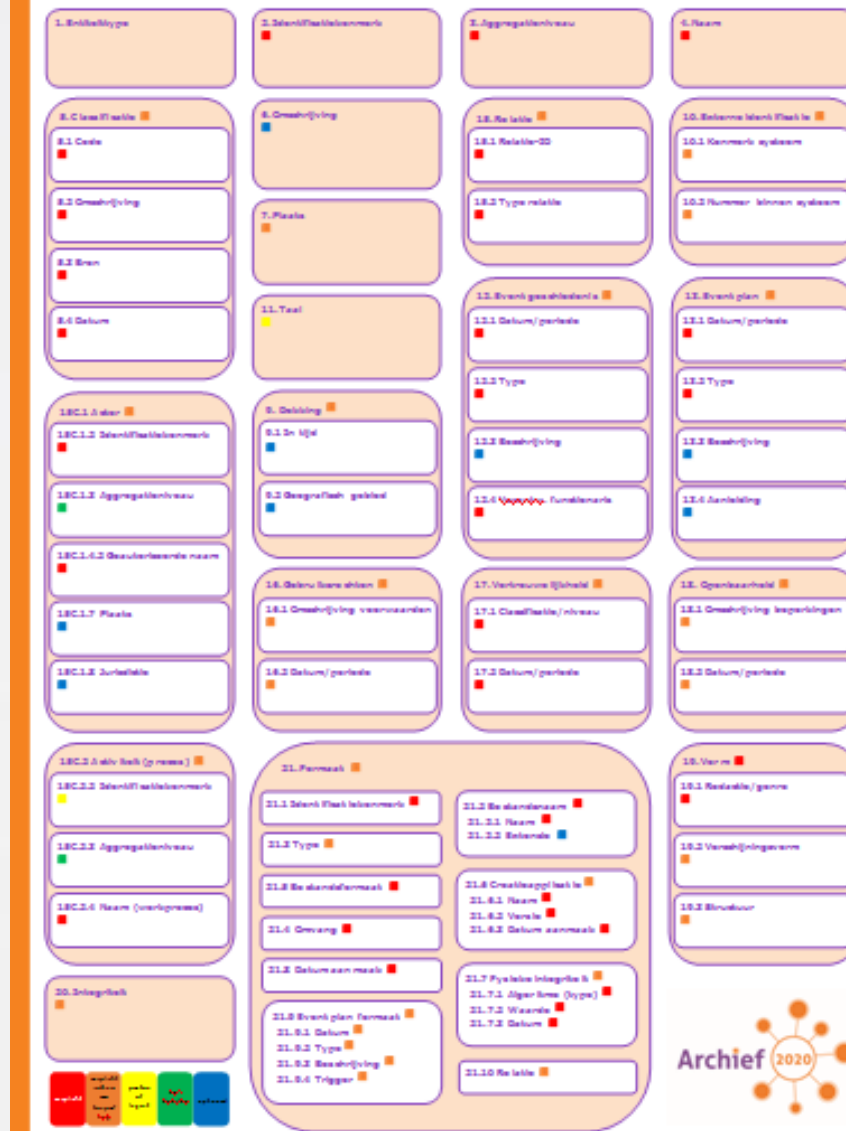 1. Entiteittype
2. Identificatiekenmerk
3. Aggregatieniveau
4. Naam
8. Classificatie
8.1 Code
8.2 Omschrijving
8.3 Bron
8.4 Datum
6. Omschrijving
7. Plaats
11. Taal
18. Relatie
18.1 Relatie-ID
18.2 Type relatie
10. Externe identificatie
10.1 Kenmerk systeem
10.2 Nummer binnen systeem
12. Event geschiedenis
12.1 Datum/periode
12.2 Type
12.3 Beschrijving
12.4 functionaris
13. Event plan
13.1 Datum/periode
13.2 Type
13.3 Beschrijving
13.4 Aanleiding
18C.1 Actor
18C.1.2 Identificatiekenmerk
18C.1.3 Aggregatieniveau
18C.1.4.2 Geautoriseerde naam
18C.1.7 Plaats
18C.1.8 Jurisdictie
9. Dekking
9.1 In tijd
9.2 Geografisch gebied
16. Gebruiksrechten
16.1 Omschrijving voorwaarden
16.2 Datum/periode
17. Vertrouwelijkheid
17.1 Classificatie/niveau
17.2 Datum/periode
18. Openbaarheid
18.1 Omschrijving beperkingen
18.2 Datum/periode
18C.2 Activiteit (proces)
18C.2.2 Identificatiekenmerk
18C.2.3 Aggregatieniveau
18C.2.4 Naam (werkproces)
20. Integriteit
21. Formaat
21.1 Identificatiekenmerk
21.3 Type
21.8 Bestandsformaat
21.4 Omvang
21.5 Datum aanmaak
21.9 Event plan formaat
21.9.1 Datum
21.9.2 Type
21.9.3 Beschrijving
21.9.4 Trigger
21.2 Bestandsnaam
21.2.1 Naam
21.2.2 Extensie
21.6 Creatieapplicatie
21.6.1 Naam
21.6.2 Versie
21.6.3 Datum aanmaak
21.7 Fysieke integriteit
21.7.1 Algoritme (type)
21.7.2 Waarde
21.7.3 Datum
21.10 Relatie
19. Vorm
19.1 Redactie/genre
19.2 Verschijningsvorm
19.3 Structuur
verplicht
optioneel
Archief 2020